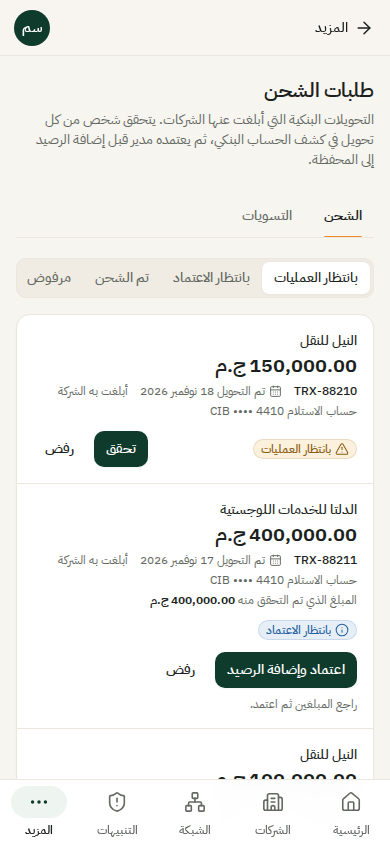 المزيد
سم
طلبات الشحن
التحويلات البنكية التي أبلغت عنها الشركات. يتحقق شخص من كل
تحويل في كشف الحساب البنكي، ثم يعتمده مدير قبل إضافة الرصيد
إلى المحفظة.
الشحن
التسويات
بانتظار العمليات
بانتظار الاعتماد
تم الشحن
مرفوض
النيل للنقل
150,000.00 ج.م
TRX-88210 تم التحويل 18 نوفمبر 2026 أبلغت به الشركة
حساب الاستلام CIB •••• 4410
بانتظار العمليات
تحقق
رفض
الدلتا للخدمات اللوجستية
400,000.00 ج.م
TRX-88211 تم التحويل 17 نوفمبر 2026 أبلغت به الشركة
حساب الاستلام CIB •••• 4410
المبلغ الذي تم التحقق منه 400,000.00 ج.م
بانتظار الاعتماد
اعتماد وإضافة الرصيد
رفض
راجع المبلغين ثم اعتمد.
النيل للنقل
الرئيسية
الشركات
الشبكة
التنبيهات
المزيد